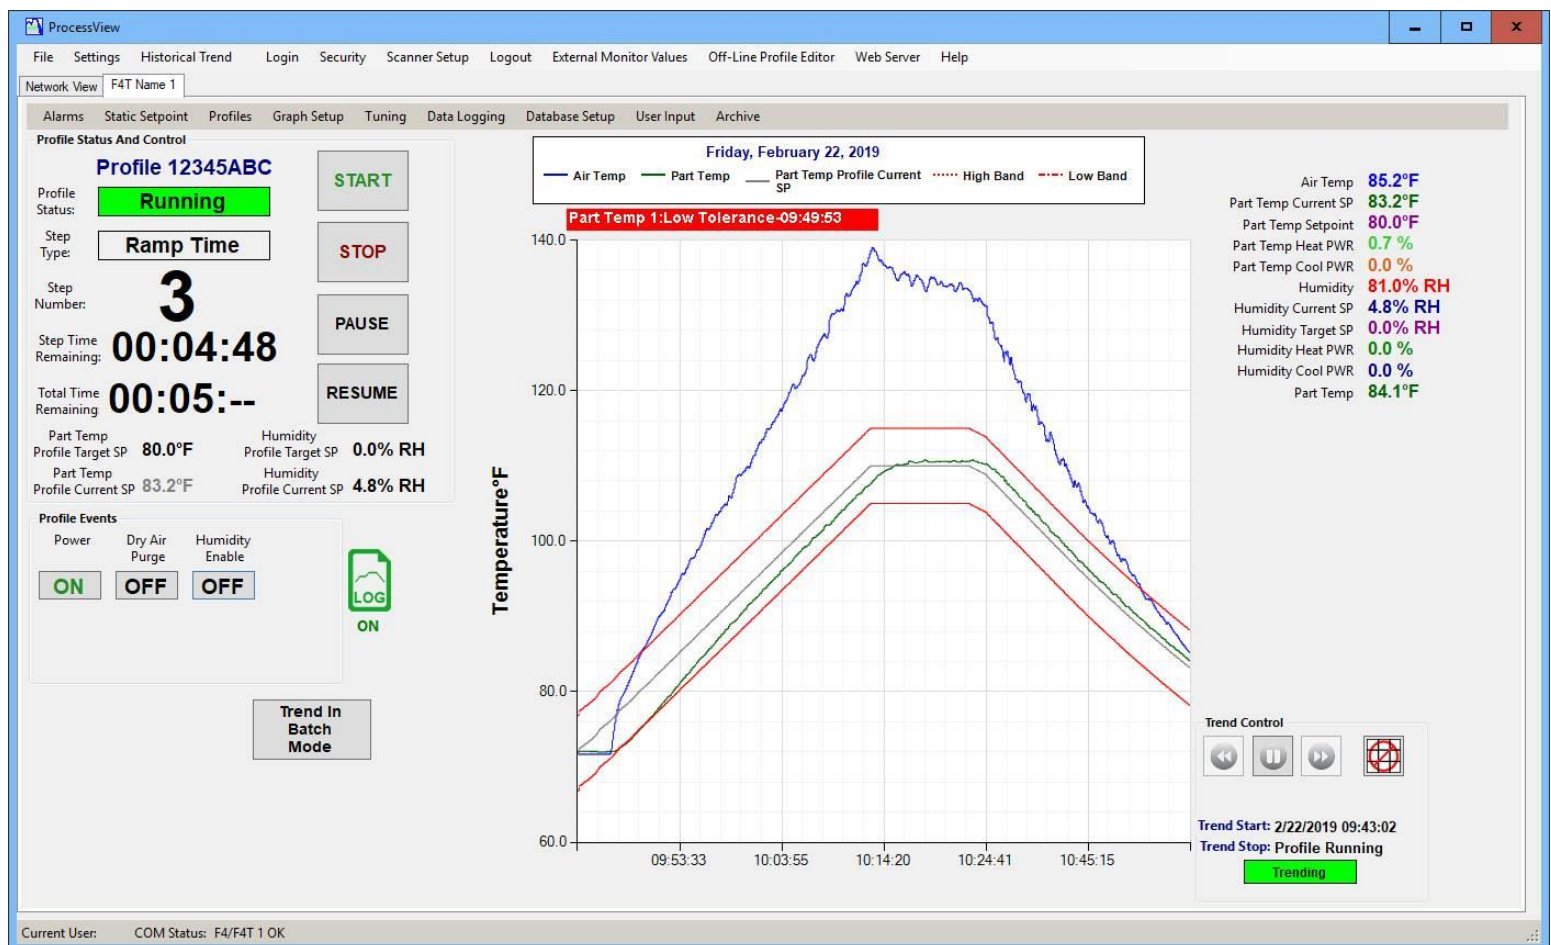 ProcessView
File Settings Historical Trend Login Security Scanner Setup Logout External Monitor Values Off-Line Profile Editor Web Server Help
Network View F4T Name 1
Alarms Static Setpoint Profiles Graph Setup Tuning Data Logging Database Setup User Input Archive
Profile Status And Control
Profile 12345ABC
Profile
Status:
Running
Step
Type:
Ramp Time
Step
Number:
3
Step Time
Remaining:
00:04:48
Total Time
Remaining
00:05:--
START
STOP
PAUSE
RESUME
Part Temp
Profile Target SP 80.0°F
Humidity
Profile Target SP 0.0% RH
Part Temp
Profile Current SP 83.2°F
Humidity
Profile Current SP 4.8% RH
Profile Events
Power
Dry Air
Purge
Humidity
Enable
ON OFF OFF
LOG
ON
Trend In
Batch
Mode
Friday, February 22, 2019
Air Temp Part Temp Part Temp Profile Current
SP
High Band Low Band
Part Temp 1:Low Tolerance-09:49:53
Temperature°F
140.0
120.0
100.0
80.0
60.0
09:53:33 10:03:55 10:14:20 10:24:41 10:45:15
Air Temp 85.2°F
Part Temp Current SP 83.2°F
Part Temp Setpoint 80.0°F
Part Temp Heat PWR 0.7 %
Part Temp Cool PWR 0.0 %
Humidity 81.0% RH
Humidity Current SP 4.8% RH
Humidity Target SP 0.0% RH
Humidity Heat PWR 0.0 %
Humidity Cool PWR 0.0 %
Part Temp 84.1°F
Trend Control
Trend Start: 2/22/2019 09:43:02
Trend Stop: Profile Running
Trending
Current User: COM Status: F4/F4T 1 OK